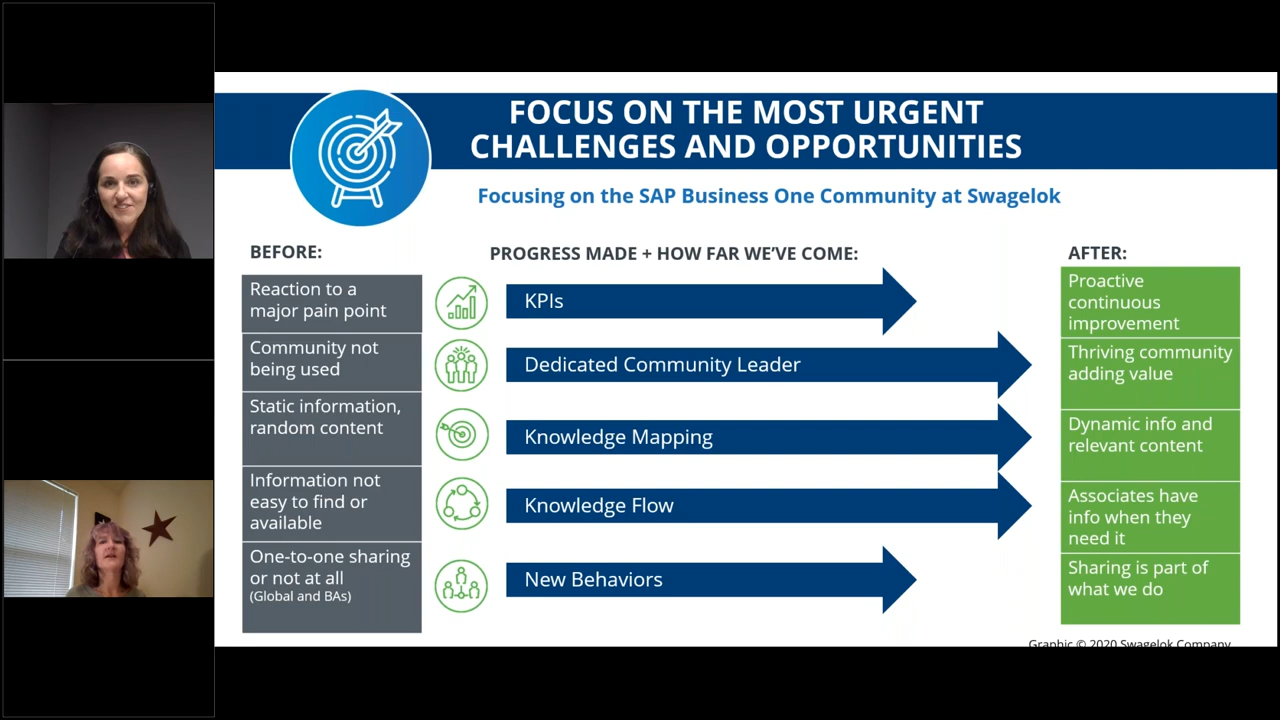 FOCUS ON THE MOST URGENT
CHALLENGES AND OPPORTUNITIES
Focusing on the SAP Business One Community at Swagelok
BEFORE:
PROGRESS MADE + HOW FAR WE'VE COME:
AFTER:
Reaction to a
major pain point
KPIs
Proactive
continuous
improvement
Community not
being used
Dedicated Community Leader
Thriving community
adding value
Static information,
random content
Knowledge Mapping
Dynamic info and
relevant content
Information not
easy to find or
available
Knowledge Flow
Associates have
info when they
need it
One-to-one sharing
or not at all
(Global and BAs)
New Behaviors
Sharing is part of
what we do
Graphic © 2020 Swagelok Company